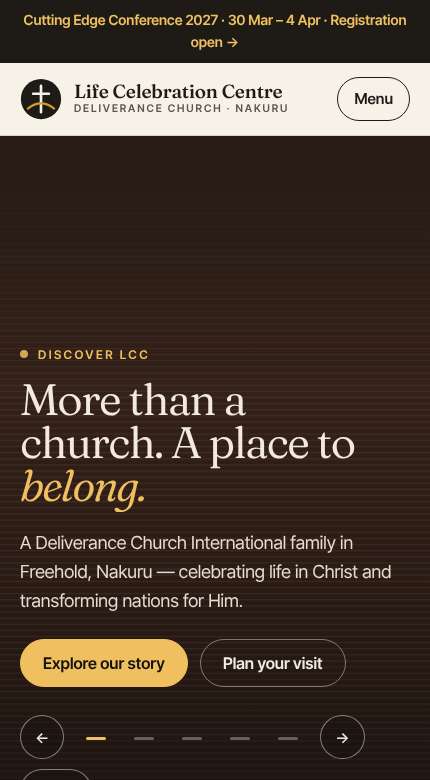 Cutting Edge Conference 2027 · 30 Mar – 4 Apr · Registration
open →
Life Celebration Centre
DELIVERANCE CHURCH · NAKURU
Menu
DISCOVER LCC
More than a
church. A place to
belong.
A Deliverance Church International family in
Freehold, Nakuru — celebrating life in Christ and
transforming nations for Him.
Explore our story
Plan your visit
← →